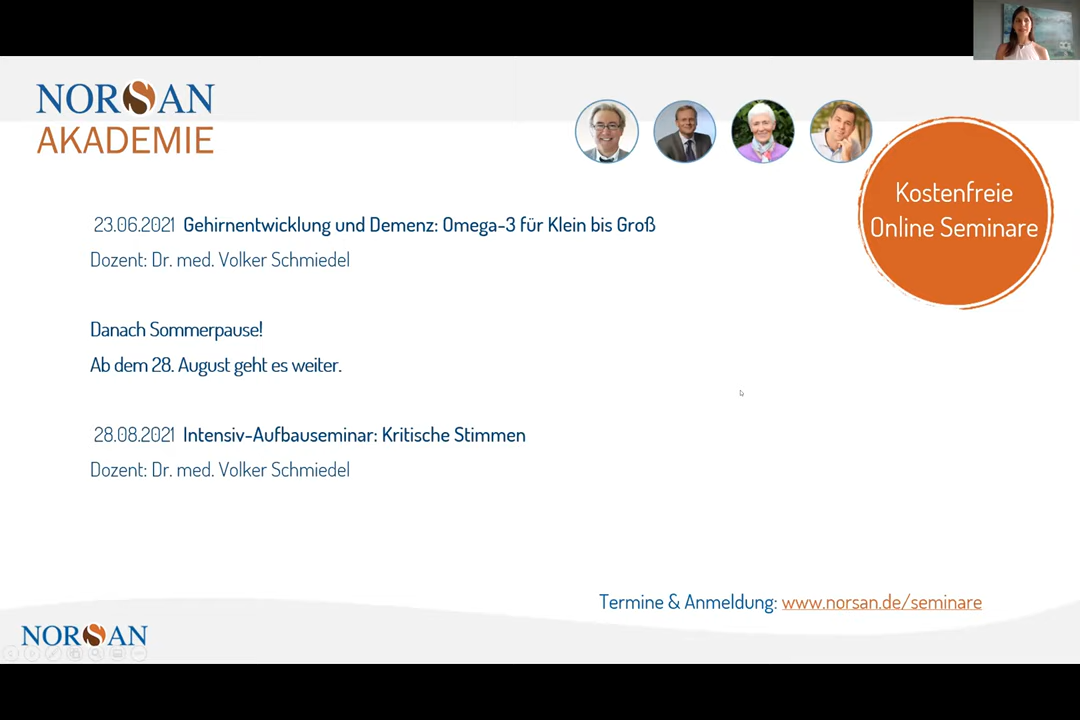 NORSAN
AKADEMIE
Kostenfreie
Online Seminare
23.06.2021 Gehirnentwicklung und Demenz: Omega-3 für Klein bis Groß
Dozent: Dr. med. Volker Schmiedel
Danach Sommerpause!
Ab dem 28. August geht es weiter.
28.08.2021 Intensiv-Aufbauseminar: Kritische Stimmen
Dozent: Dr. med. Volker Schmiedel
Termine & Anmeldung: www.norsan.de/seminare
NORSAN